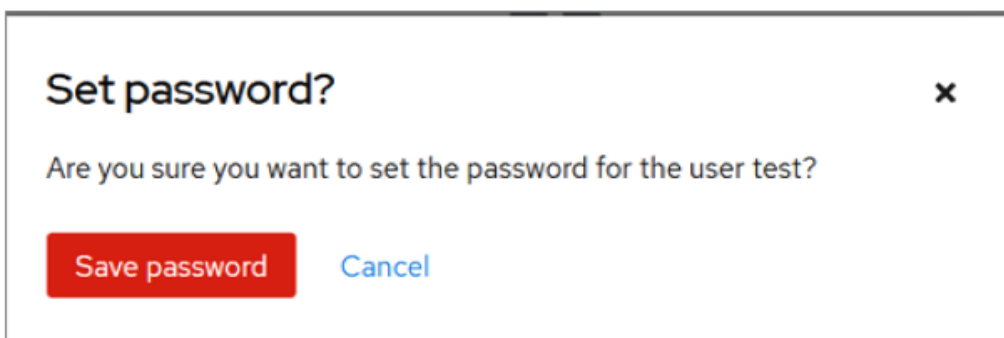 Set password?
Are you sure you want to set the password for the user test?
Save password
Cancel